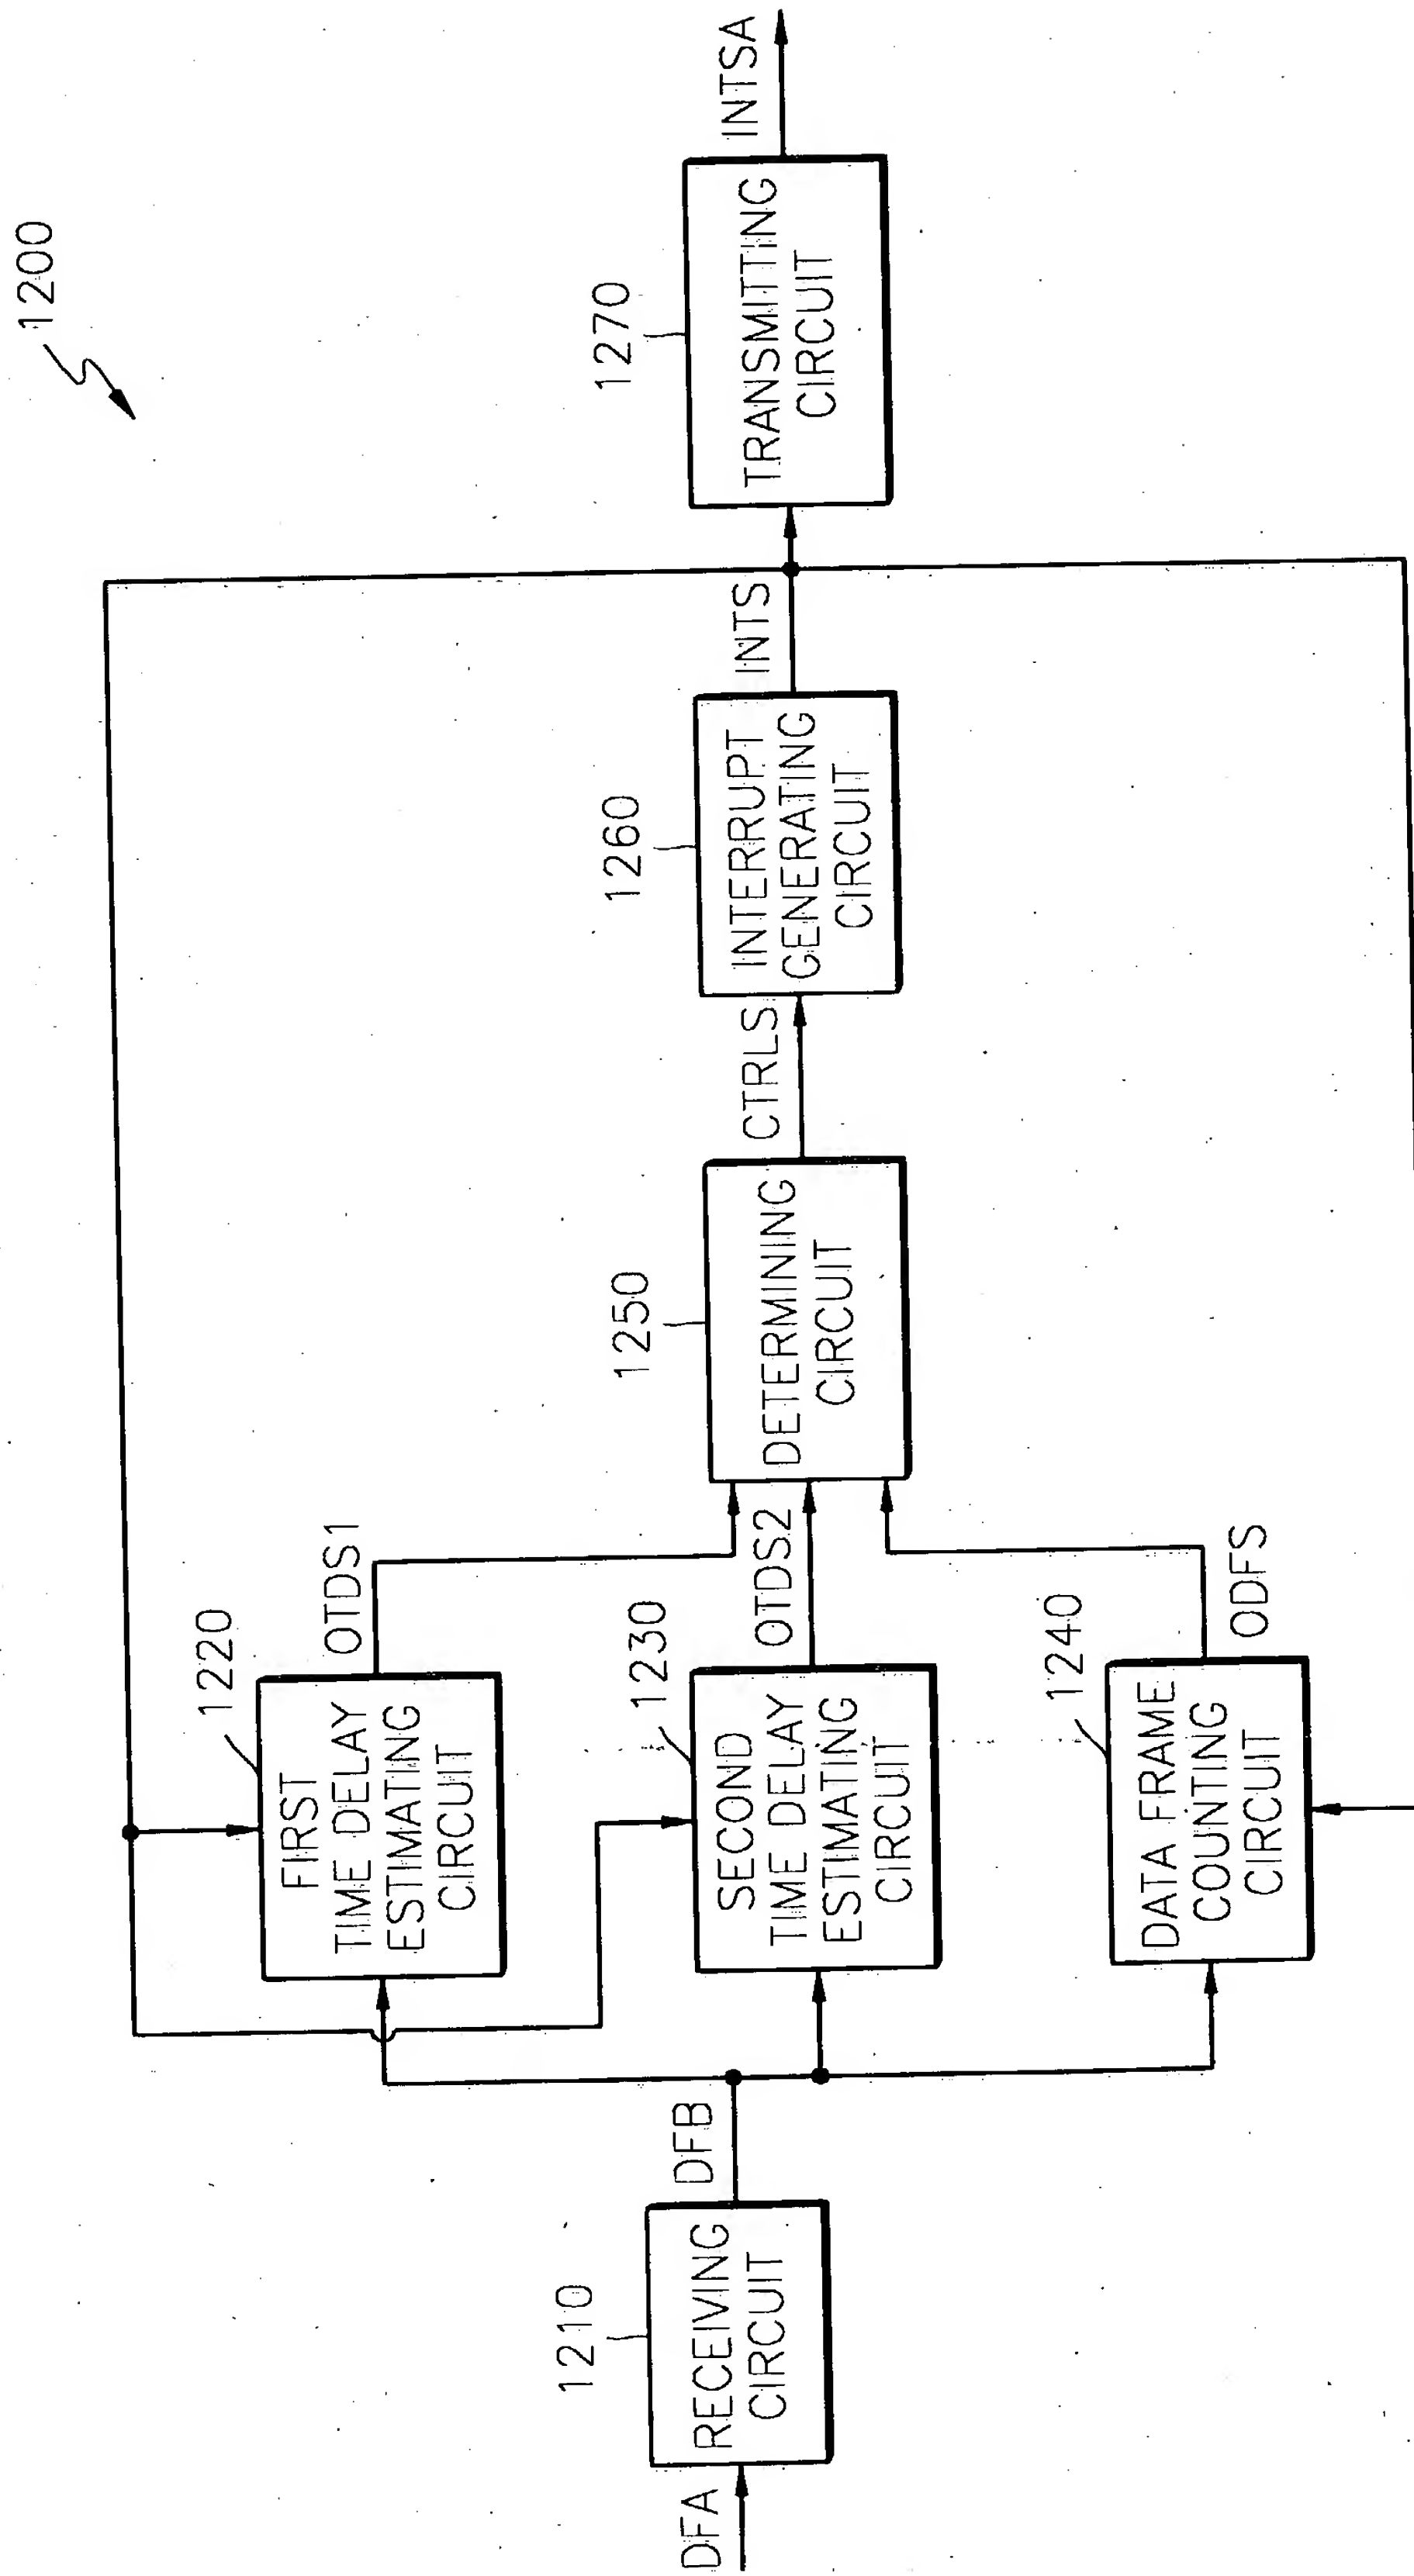 1200
DFA
1210
RECEIVING
CIRCUIT
DFB
1220
FIRST
TIME DELAY
ESTIMATING
CIRCUIT
OTDS1
1230
SECOND
TIME DELAY
ESTIMATING
CIRCUIT
OTDS2
1240
DATA FRAME
COUNTING
CIRCUIT
ODFS
1250
DETERMINING
CIRCUIT
CTRLS
1260
INTERRUPT
GENERATING
CIRCUIT
INTS
1270
TRANSMITTING
CIRCUIT
INTSA